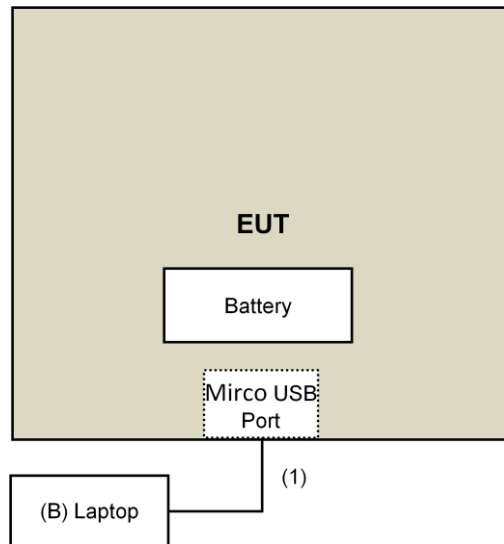 EUT
Battery
Mirco USB
Port
(1)
(B) Laptop